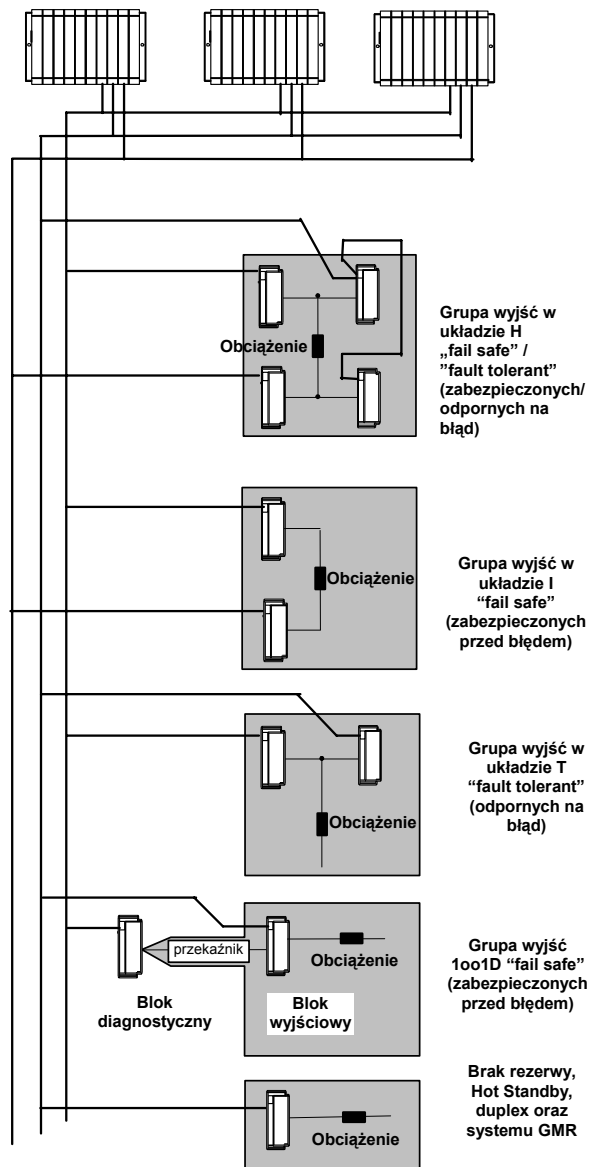 Obciążenie
Grupa wyjść w
układzie H
„fail safe” /
”fault tolerant”
(zabezpieczonych/
odpornych na
błąd)
Obciążenie
Grupa wyjść w
układzie I
“fail safe”
(zabezpieczonych
przed błędem)
Obciążenie
Grupa wyjść w
układzie T
“fault tolerant”
(odpornych na
błąd)
przekaźnik
Obciążenie
Blok
diagnostyczny
Blok
wyjściowy
Grupa wyjść
1oo1D “fail safe”
(zabezpieczonych
przed błędem)
Obciążenie
Brak rezerwy,
Hot Standby,
duplex oraz
systemu GMR